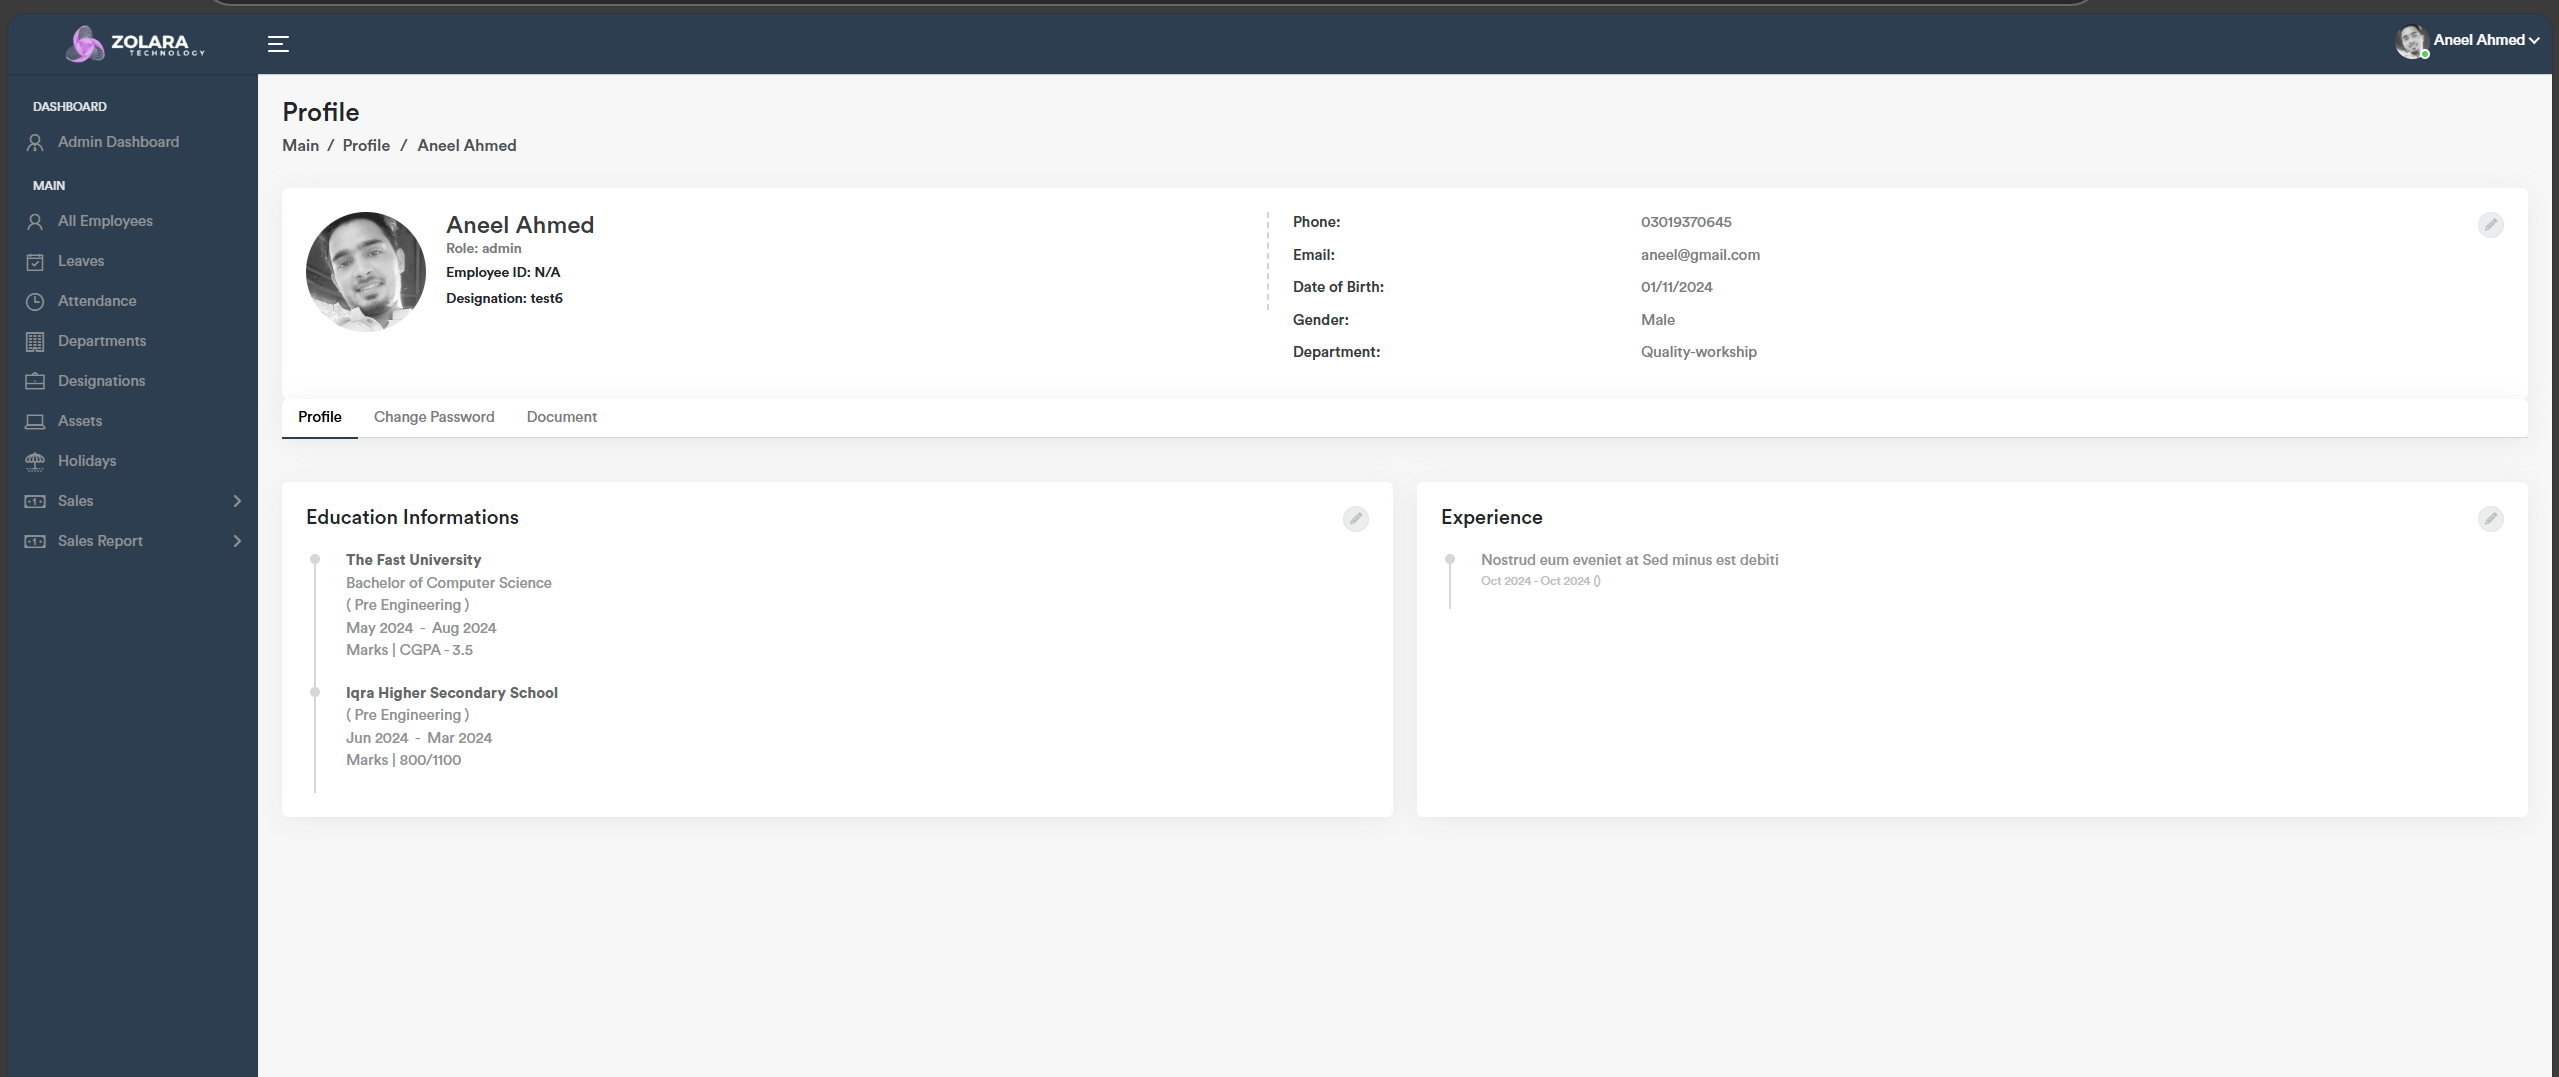 ZOLARA
TECHNOLOGY
Aneel Ahmed
DASHBOARD
Admin Dashboard
MAIN
All Employees
Leaves
Attendance
Departments
Designations
Assets
Holidays
Sales
Sales Report
Profile
Main / Profile / Aneel Ahmed
Aneel Ahmed
Role: admin
Employee ID: N/A
Designation: test6
Phone: 03019370645
Email: aneel@gmail.com
Date of Birth: 01/11/2024
Gender: Male
Department: Quality-workship
Profile Change Password Document
Education Informations
The Fast University
Bachelor of Computer Science
( Pre Engineering )
May 2024 - Aug 2024
Marks | CGPA - 3.5
Iqra Higher Secondary School
( Pre Engineering )
Jun 2024 - Mar 2024
Marks | 800/1100
Experience
Nostrud eum eveniet at Sed minus est debiti
Oct 2024 - Oct 2024 ()